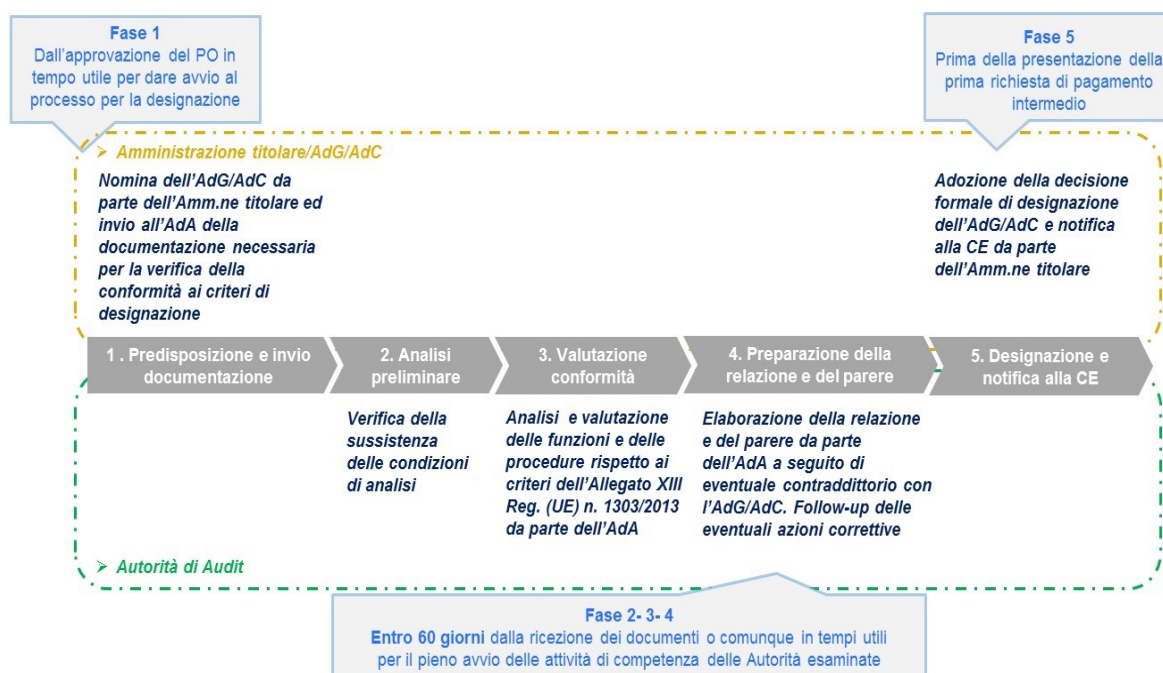 Fase 1
Dall'approvazione del PO in
tempo utile per dare avvio al
processo per la designazione
Fase 5
Prima della presentazione della
prima richiesta di pagamento
intermedio
➢ Amministrazione titolare/AdG/AdC
Nomina dell'AdG/AdC da
parte dell'Amm.ne titolare ed
invio all'AdA della
documentazione necessaria
per la verifica della
conformità ai criteri di
designazione
Adozione della decisione
formale di designazione
dell'AdG/AdC e notifica
alla CE da parte
dell'Amm.ne titolare
1 . Predisposizione e invio
documentazione
2. Analisi
preliminare
3. Valutazione
conformità
4. Preparazione della
relazione e del parere
5. Designazione e
notifica alla CE
Verifica della
sussistenza
delle condizioni
di analisi
Analisi e valutazione
delle funzioni e delle
procedure rispetto ai
criteri dell'Allegato XIII
Reg. (UE) n. 1303/2013
da parte dell'AdA
Elaborazione della relazione
e del parere da parte
dell'AdA a seguito di
eventuale contraddittorio con
l'AdG/AdC. Follow-up delle
eventuali azioni correttive
➢ Autorità di Audit
Fase 2- 3- 4
Entro 60 giorni dalla ricezione dei documenti o comunque in tempi utili
per il pieno avvio delle attività di competenza delle Autorità esaminate